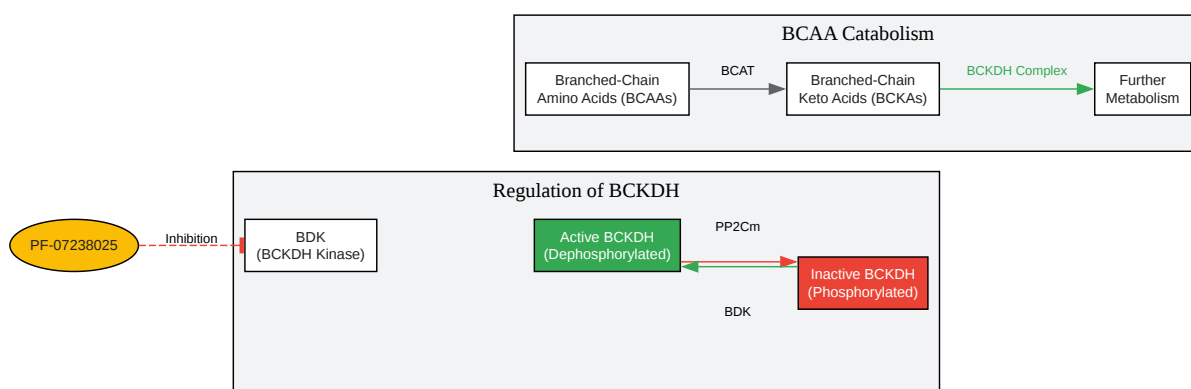 BCAA Catabolism
Branched-Chain
Amino Acids (BCAAs)
BCAT
Branched-Chain
Keto Acids (BCKAs)
BCKDH Complex
Further
Metabolism
Regulation of BCKDH
PF-07238025
Inhibition
BDK
(BCKDH Kinase)
Active BCKDH
(Dephosphorylated)
PP2Cm
Inactive BCKDH
(Phosphorylated)
BDK